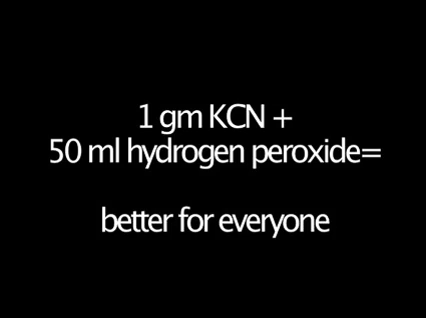 1 gm KCN +
50 ml hydrogen peroxide=
better for everyone